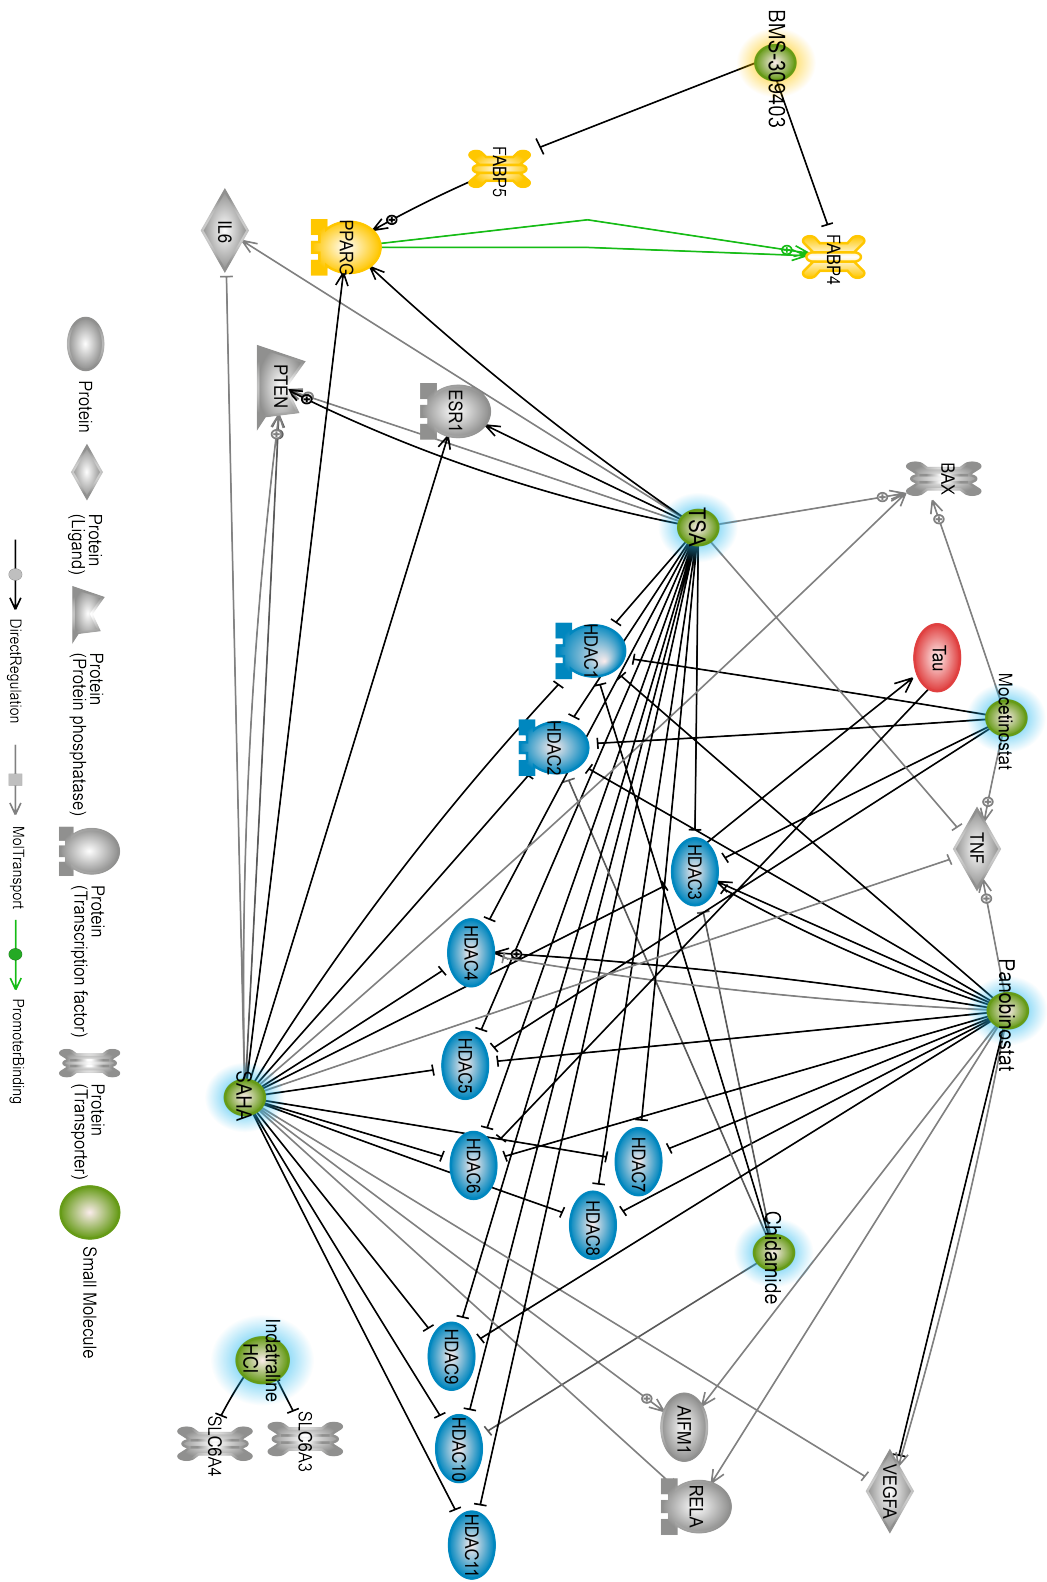 Panobinostat
Mocetinostat
VEGFA
TNF
Tau
BAX
FABP4
BMS-309403
Chidamide
TSA
HDAC3
HDAC7
AIFM1
RELA
HDAC1
HDAC8
HDAC2
FABP5
ESR1
HDAC4
HDAC5
HDAC6
HDAC9
HDAC10
HDAC11
PPARG
PTEN
IL6
SAHA
Indatraline
HCl
SLC6A3
SLC6A4
Protein
Protein
(Ligand)
Protein
(Protein phosphatase)
Protein
(Transcription factor)
Protein
(Transporter)
Small Molecule
DirectRegulation
MolTransport
PromoterBinding